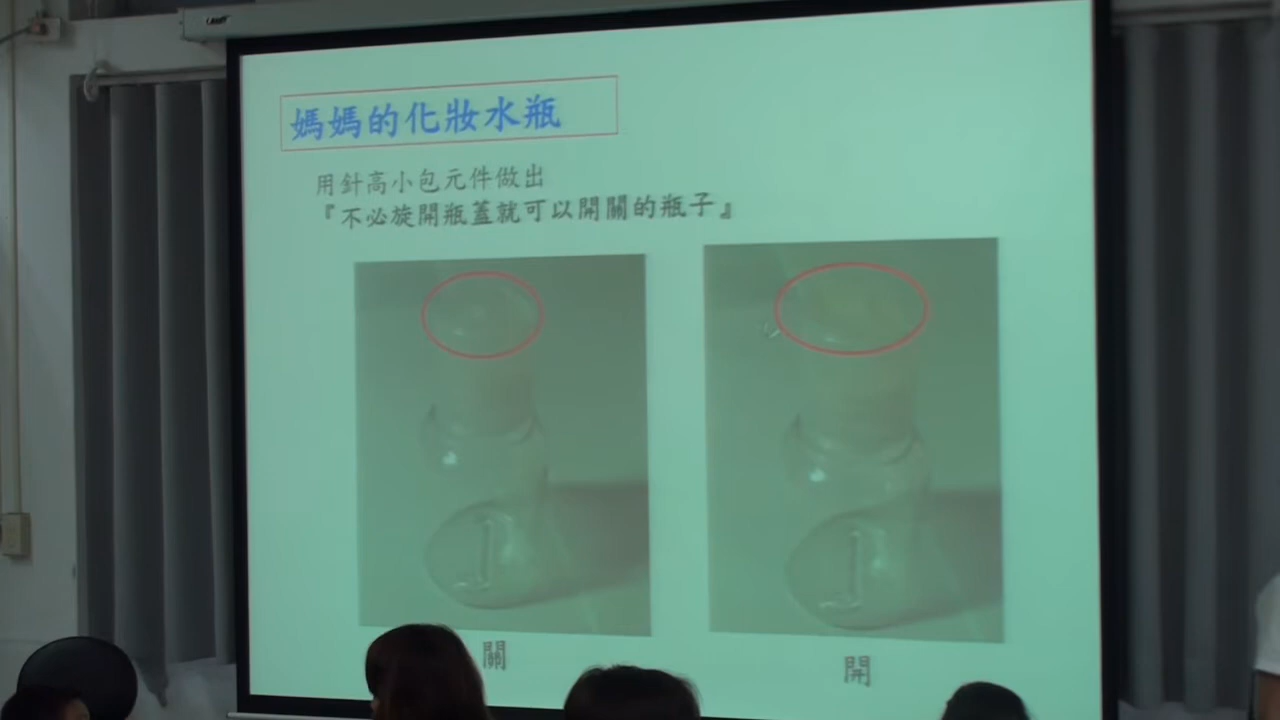 媽媽的化妝水瓶
用針高小包元件做出
『不必旋開瓶蓋就可以開關的瓶子』
關
開